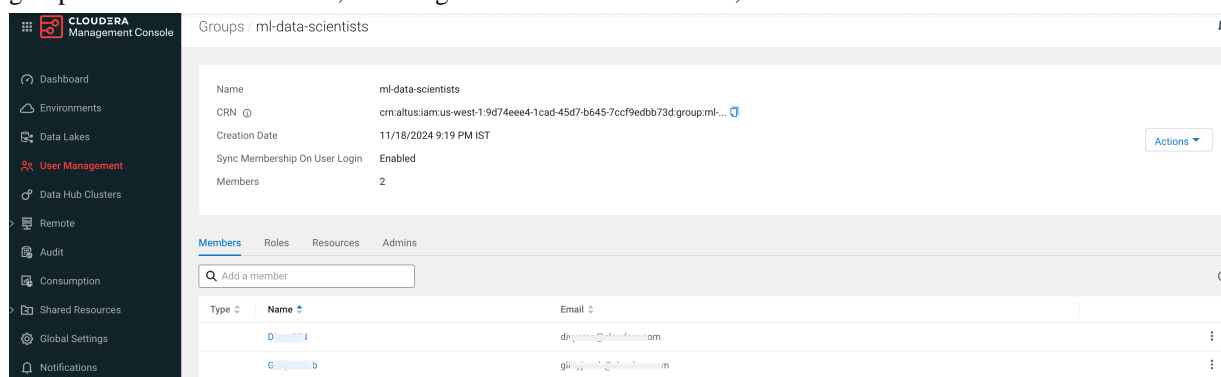 CLOUDERA
Management Console
Groups / ml-data-scientists
Dashboard
Environments
Data Lakes
User Management
Data Hub Clusters
Remote
Audit
Consumption
Shared Resources
Global Settings
Notifications
Name ml-data-scientists
CRN crn:altus:iam:us-west-1:9d74eee4-1cad-45d7-b645-7ccf9edbb73d:group:ml-...
Creation Date 11/18/2024 9:19 PM IST
Sync Membership On User Login Enabled
Members 2
Actions
Members Roles Resources Admins
Add a member
Type Name Email